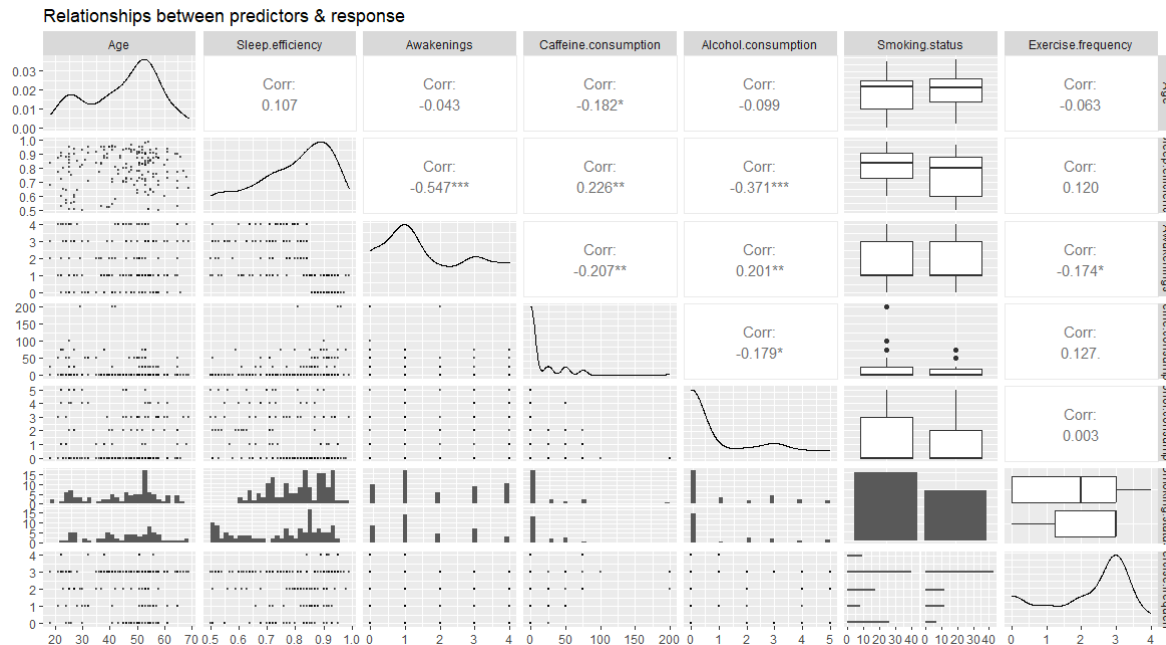 Relationships between predictors & response
Age Sleep.efficiency Awakenings Caffeine.consumption Alcohol.consumption Smoking.status Exercise.frequency
0.03
0.02
0.01
0.00
Corr:
0.107
Corr:
-0.043
Corr:
-0.182*
Corr:
-0.099
Corr:
-0.063
Age
1.0
0.9
0.8
0.7
0.6
0.5
Corr:
-0.547***
Corr:
0.226**
Corr:
-0.371***
Corr:
0.120
4
3
2
1
0
Corr:
-0.207**
Corr:
0.201**
Corr:
-0.174*
200
150
100
50
0
Corr:
-0.179*
Corr:
0.127.
5
4
3
2
1
0
Corr:
0.003
15
10
5
0
15
10
5
0
4
3
2
1
0
20 30 40 50 60 70 0.5 0.6 0.7 0.8 0.9 1.0 0 1 2 3 4 0 50 100 150 200 0 1 2 3 4 5 0 10 20 30 40 0 10 20 30 40 0 1 2 3 4